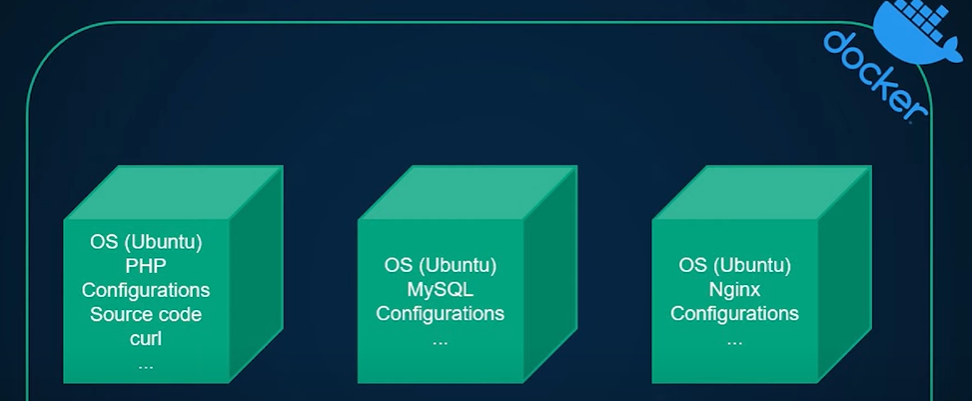 docker
OS (Ubuntu)
PHP
Configurations
Source code
curl
...
OS (Ubuntu)
MySQL
Configurations
...
OS (Ubuntu)
Nginx
Configurations
...